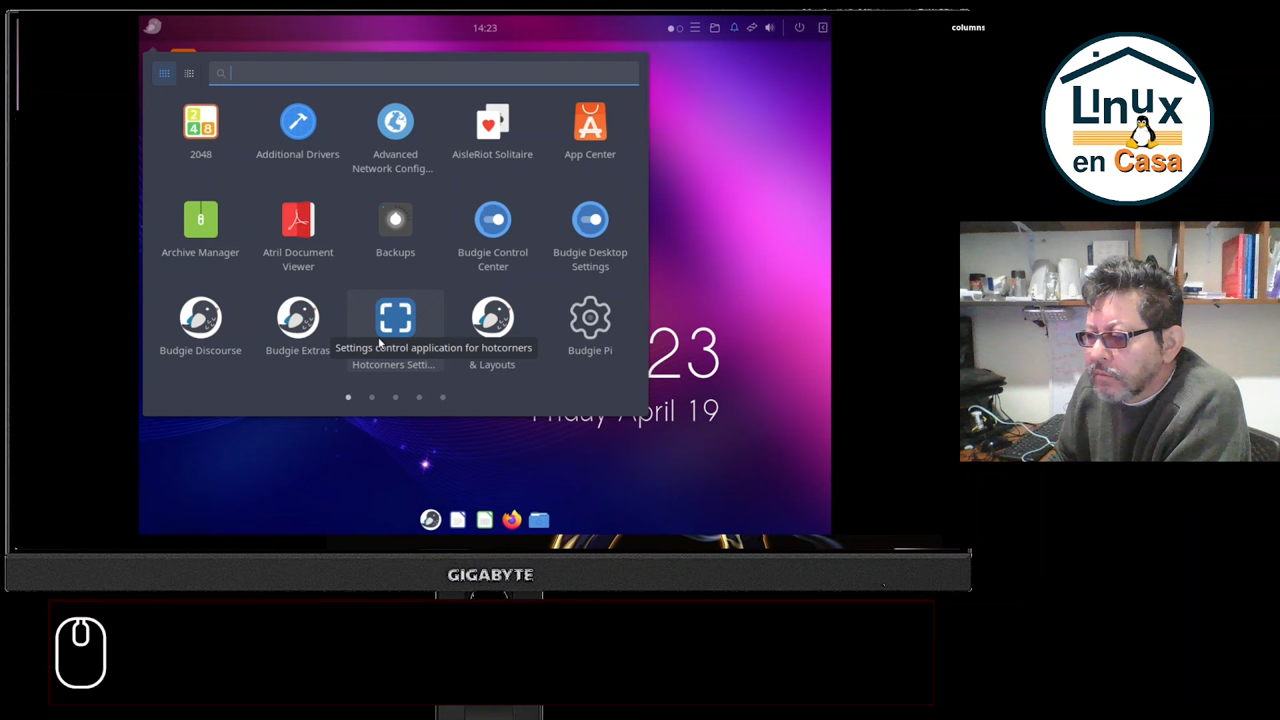 14:23
columns
2048
Additional Drivers
Advanced
Network Config...
AisleRiot Solitaire
App Center
Archive Manager
Atril Document
Viewer
Backups
Budgie Control
Center
Budgie Desktop
Settings
Budgie Discourse
Budgie Extras
Settings control application for hotcorners
Hotcorners Setti...
& Layouts
Budgie Pi
23
Friday April 19
GIGABYTE
Linux
en Casa